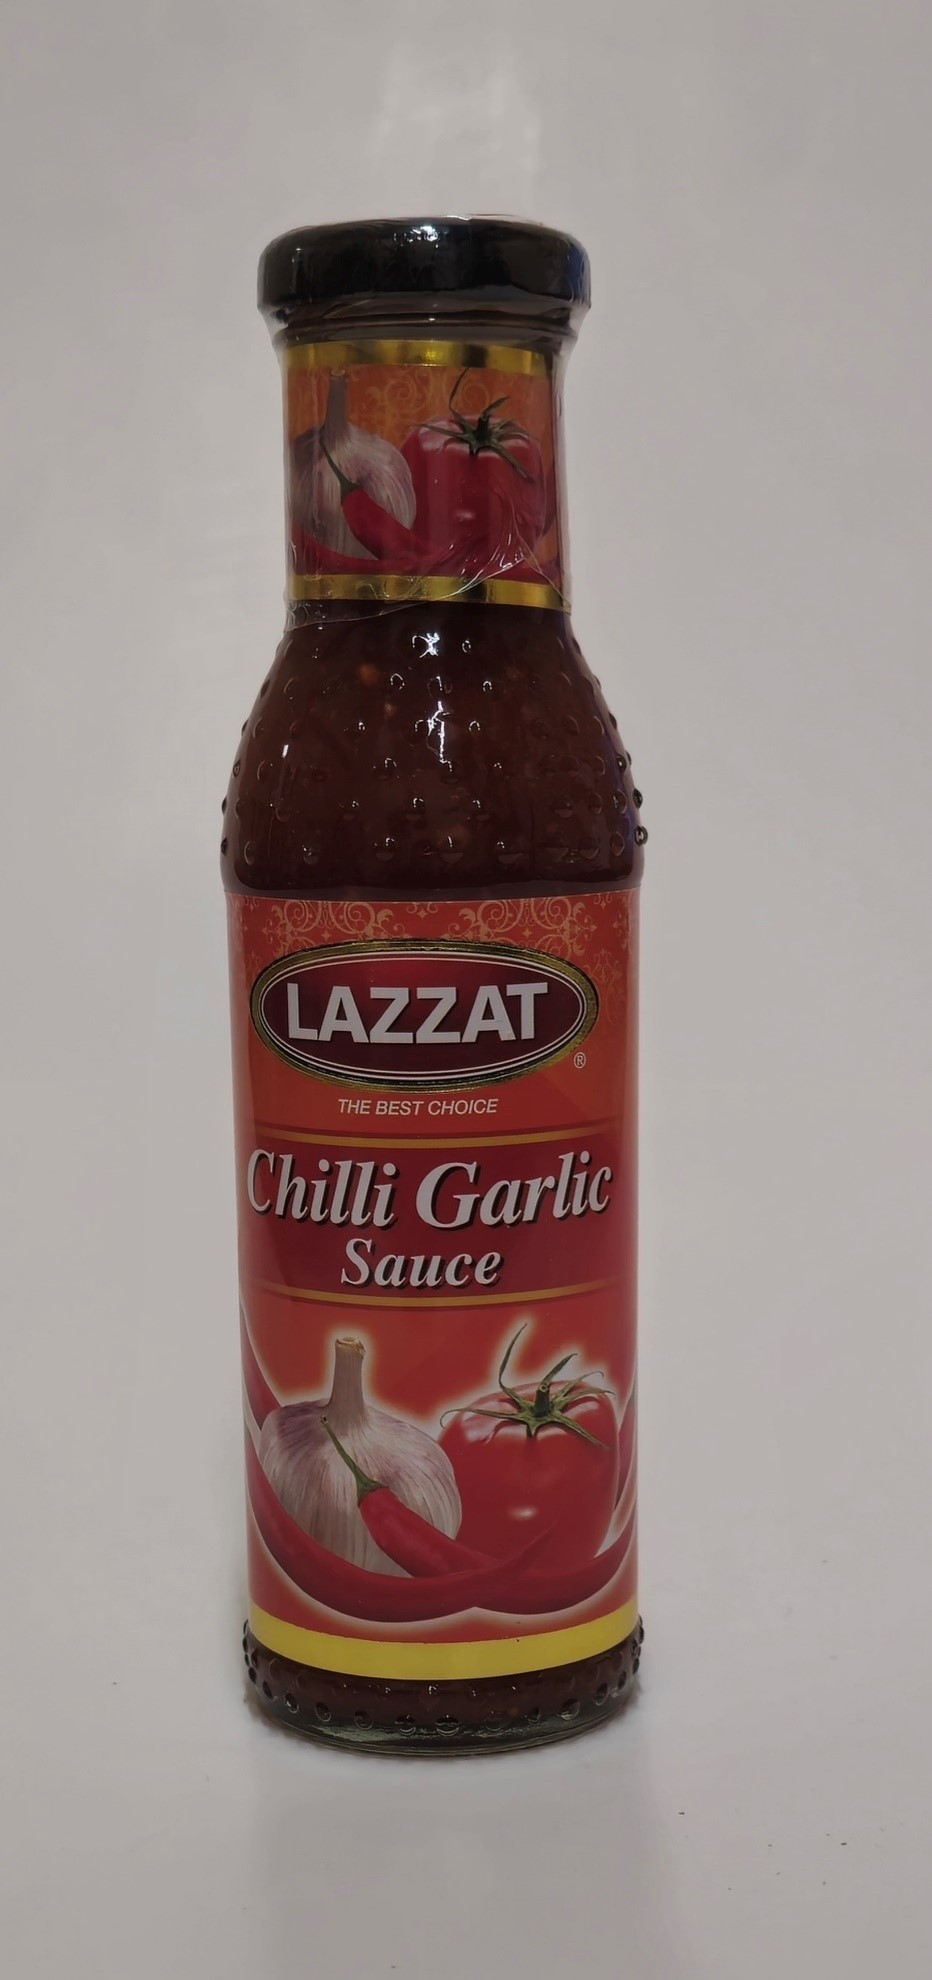 LAZZAT
®
THE BEST CHOICE
Chilli Garlic
Sauce